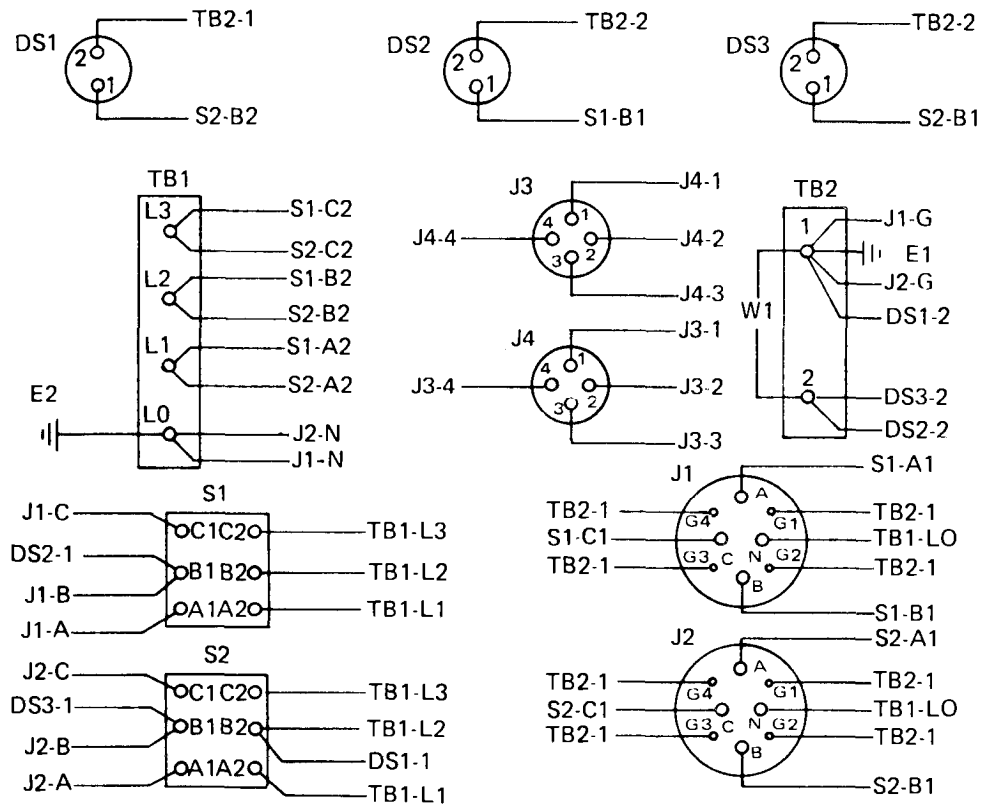 DS1
2
1
TB2-1
S2-B2
DS2
2
1
TB2-2
S1-B1
DS3
2
1
TB2-2
S2-B1
TB1
L3
S1-C2
S2-C2
L2
S1-B2
S2-B2
L1
S1-A2
S2-A2
E2
L0
J2-N
J1-N
J3
J4-1
4
1
J4-4
J4-2
3
2
J4-3
J4
J3-1
4
1
J3-4
J3-2
3
2
J3-3
TB2
1
J1-G
E1
J2-G
DS1-2
W1
2
DS3-2
DS2-2
S1
J1-C
C1 C2
TB1-L3
DS2-1
B1 B2
TB1-L2
J1-B
A1 A2
TB1-L1
J1-A
S2
J2-C
C1 C2
TB1-L3
DS3-1
B1 B2
TB1-L2
J2-B
DS1-1
A1 A2
J2-A
TB1-L1
J1
S1-A1
A
TB2-1
G4
G1
TB2-1
S1-C1
C
N
TB1-LO
TB2-1
G3
G2
TB2-1
B
S1-B1
J2
S2-A1
A
TB2-1
G4
G1
TB2-1
S2-C1
C
N
TB1-LO
TB2-1
G3
G2
TB2-1
B
S2-B1